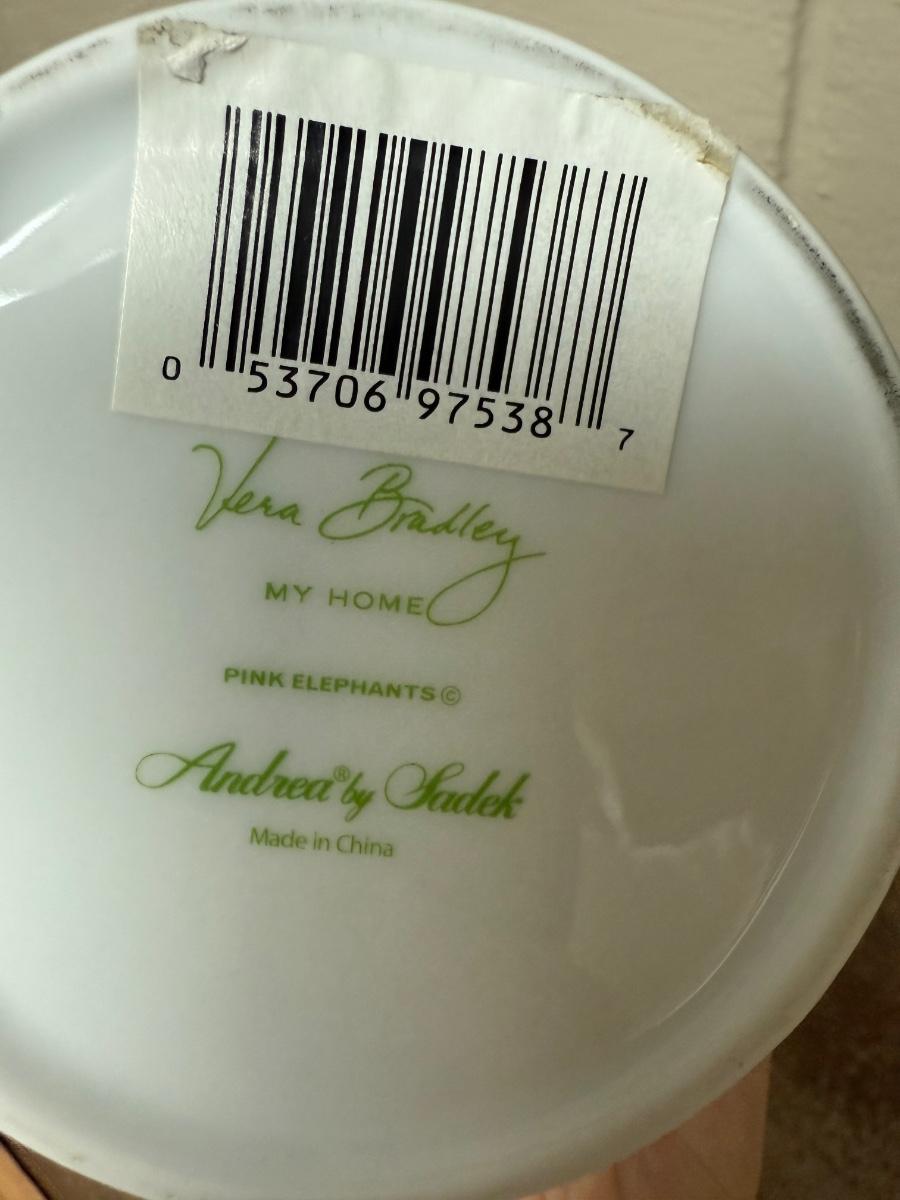 0 53706 97538 7
Vera Bradley
MY HOME
PINK ELEPHANTS©
Andrea® by Sadek
Made in China